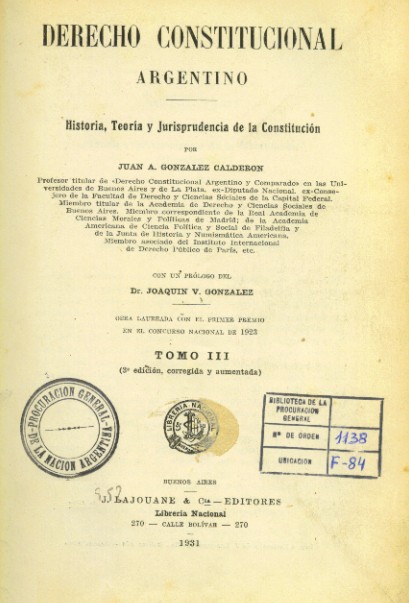 DERECHO CONSTITUCIONAL
ARGENTINO
Historia, Teoría y Jurisprudencia de la Constitución
POR
JUAN A. GONZALEZ CALDERON
Profesor titular de «Derecho Constitucional Argentino y Comparado en las Uni-
versidades de Buenos Aires y de La Plata, ex-Diputado Nacional, ex-Conse-
jero de la Facultad de Derecho y Ciencias Sociales de la Capital Federal.
Miembro titular de la Academia de Derecho y Ciencias Sociales de
Buenos Aires. Miembro correspondiente de la Real Academia de
Ciencias Morales y Políticas de Madrid; de la Academia
Americana de Ciencia Política y Social de Filadelfia y
de la Junta de Historia y Numismática Americana,
Miembro asociado del Instituto Internacional
de Derecho Público de París, etc.
CON UN PRÓLOGO DEL
Dr. JOAQUIN V. GONZALEZ
OBRA LAUREADA CON EL PRIMER PREMIO
EN EL CONCURSO NACIONAL DE 1923
TOMO III
(3ª edición, corregida y aumentada)
PROCURACION GENERAL
DE LA NACION ARGENTINA
LIBRERIA NACIONAL
BIBLIOTECA DE LA
PROCURACION
GENERAL
Nº DE ORDEN 1138
UBICACION F-84
BUENOS AIRES
J. LAJOUANE & Cía.—EDITORES
Librería Nacional
270 — CALLE BOLÍVAR — 270
1931